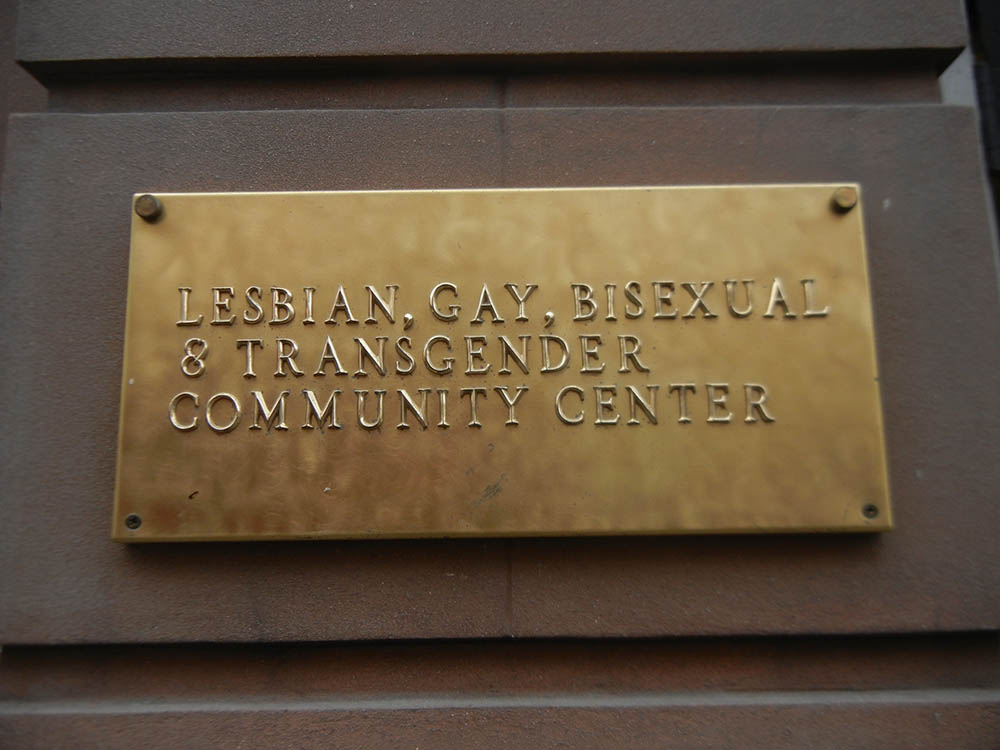 LESBIAN, GAY, BISEXUAL
& TRANSGENDER
COMMUNITY CENTER